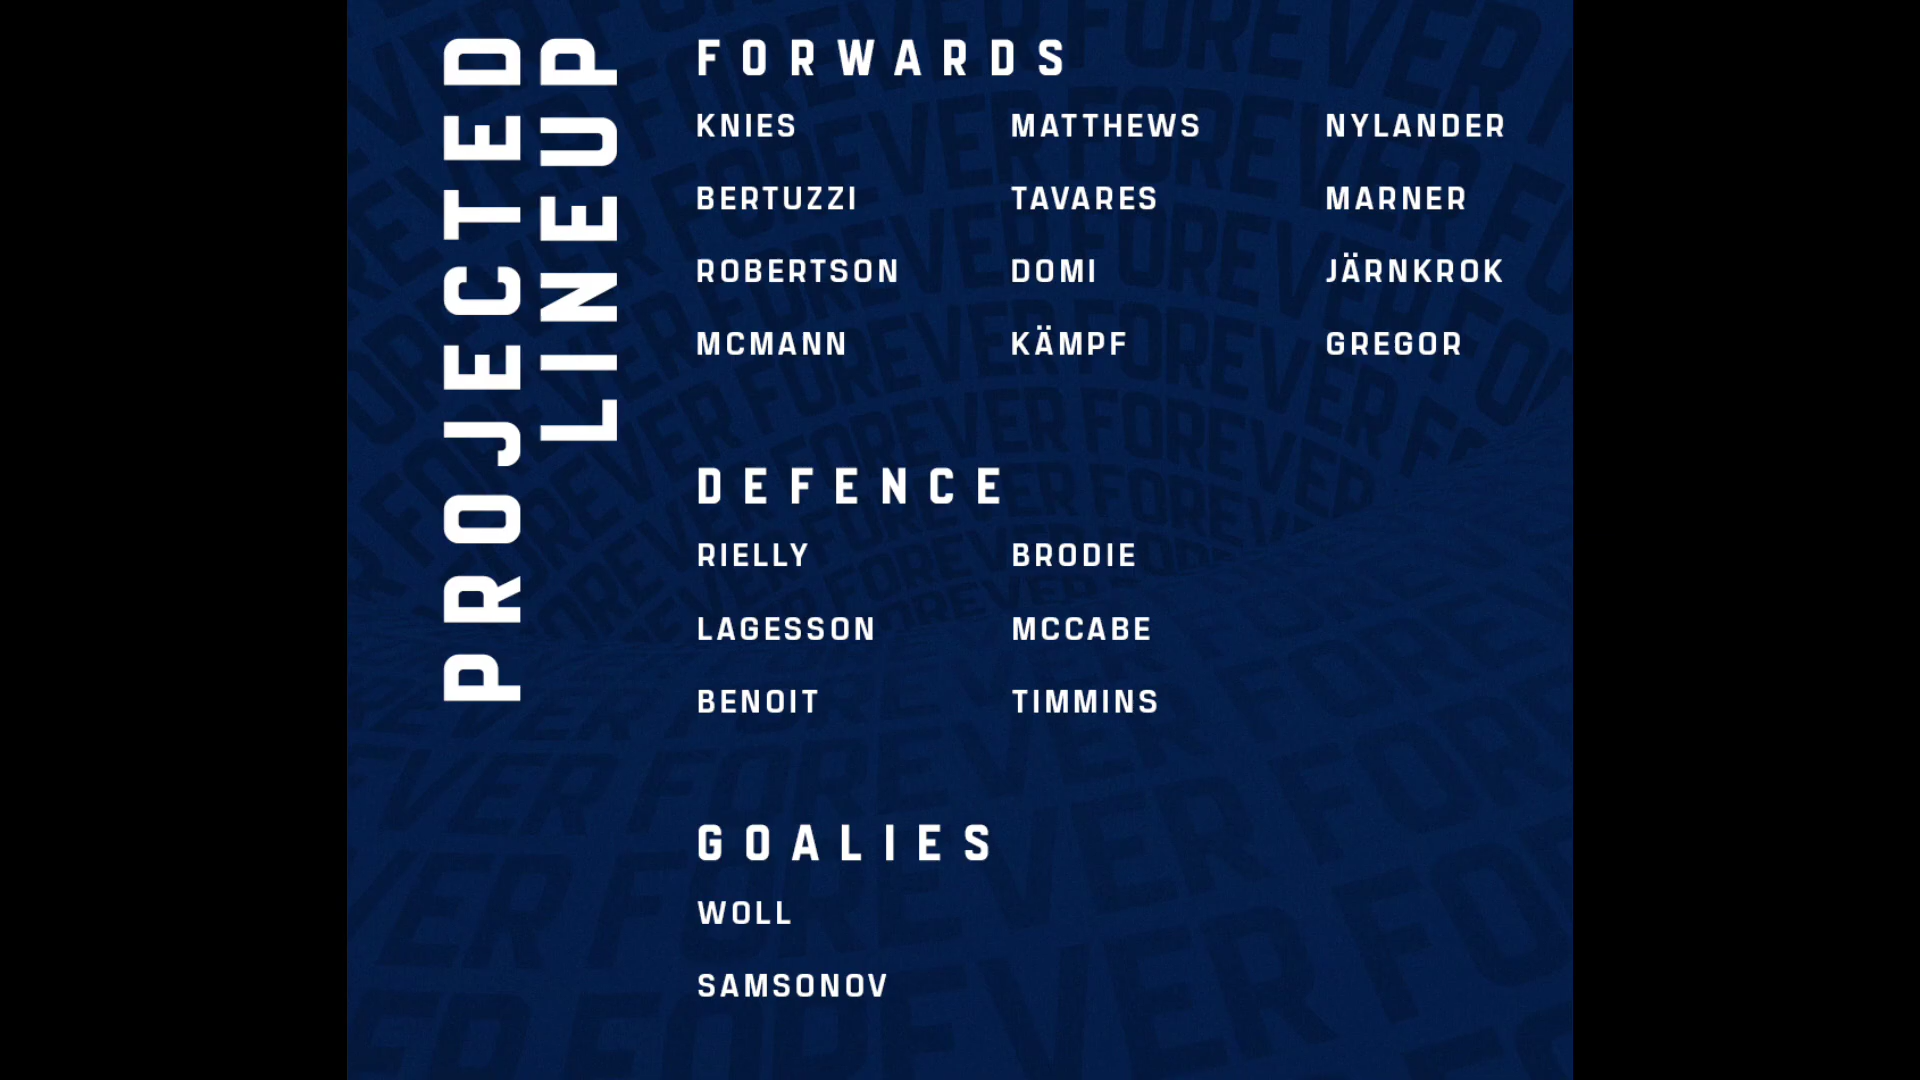 PROJECTED
LINEUP
FORWARDS
KNIES MATTHEWS NYLANDER
BERTUZZI TAVARES MARNER
ROBERTSON DOMI JÄRNKROK
MCMANN KÄMPF GREGOR
DEFENCE
RIELLY BRODIE
LAGESSON MCCABE
BENOIT TIMMINS
GOALIES
WOLL
SAMSONOV